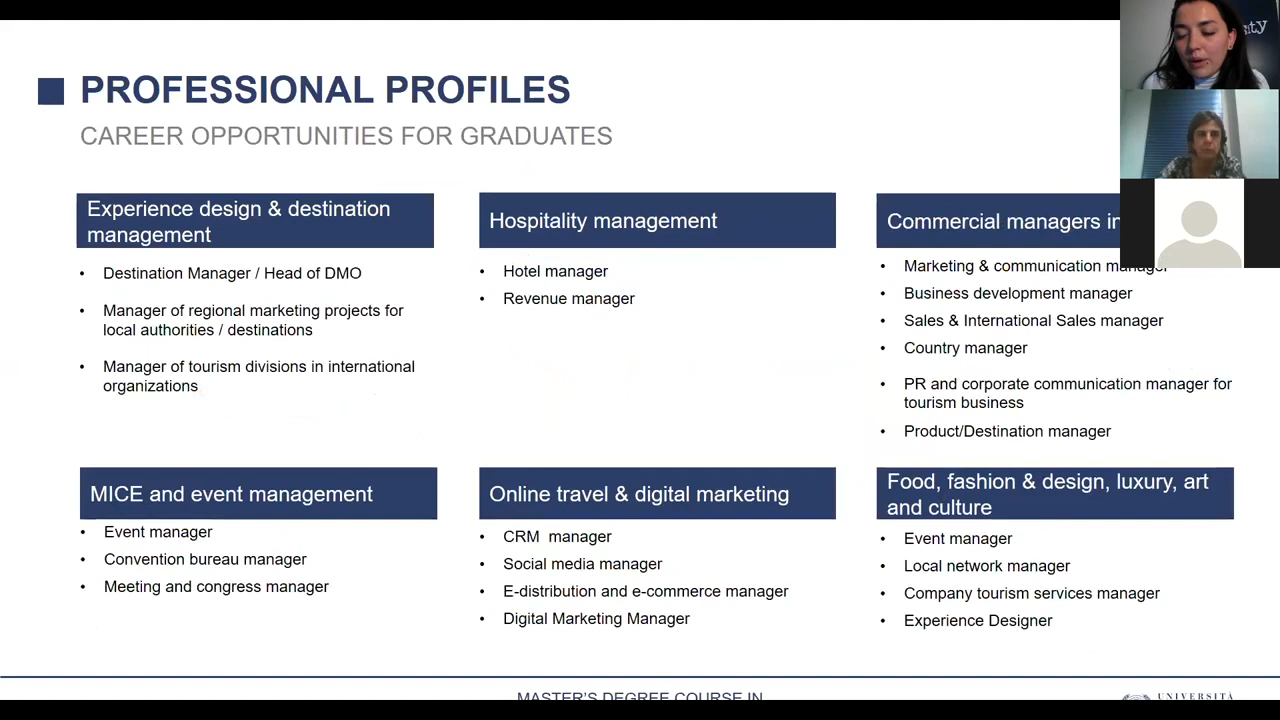 PROFESSIONAL PROFILES
CAREER OPPORTUNITIES FOR GRADUATES
Experience design & destination
management
• Destination Manager / Head of DMO
• Manager of regional marketing projects for
local authorities / destinations
• Manager of tourism divisions in international
organizations
Hospitality management
• Hotel manager
• Revenue manager
Commercial managers in
• Marketing & communication manager
• Business development manager
• Sales & International Sales manager
• Country manager
• PR and corporate communication manager for
tourism business
• Product/Destination manager
MICE and event management
• Event manager
• Convention bureau manager
• Meeting and congress manager
Online travel & digital marketing
• CRM manager
• Social media manager
• E-distribution and e-commerce manager
• Digital Marketing Manager
Food, fashion & design, luxury, art
and culture
• Event manager
• Local network manager
• Company tourism services manager
• Experience Designer
MASTER'S DEGREE COURSE IN
UNIVERSITÀ